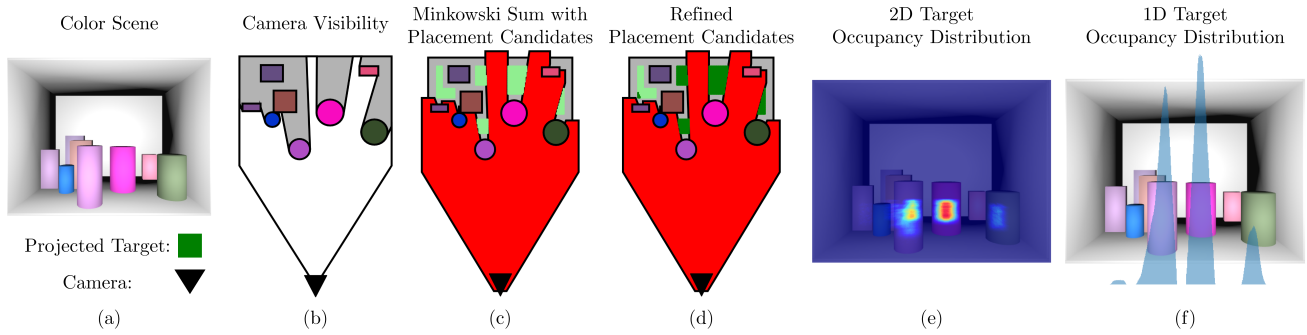 Color Scene
Camera Visibility
Minkowski Sum with
Placement Candidates
Refined
Placement Candidates
2D Target
Occupancy Distribution
1D Target
Occupancy Distribution
Projected Target:
Camera:
(a)
(b)
(c)
(d)
(e)
(f)